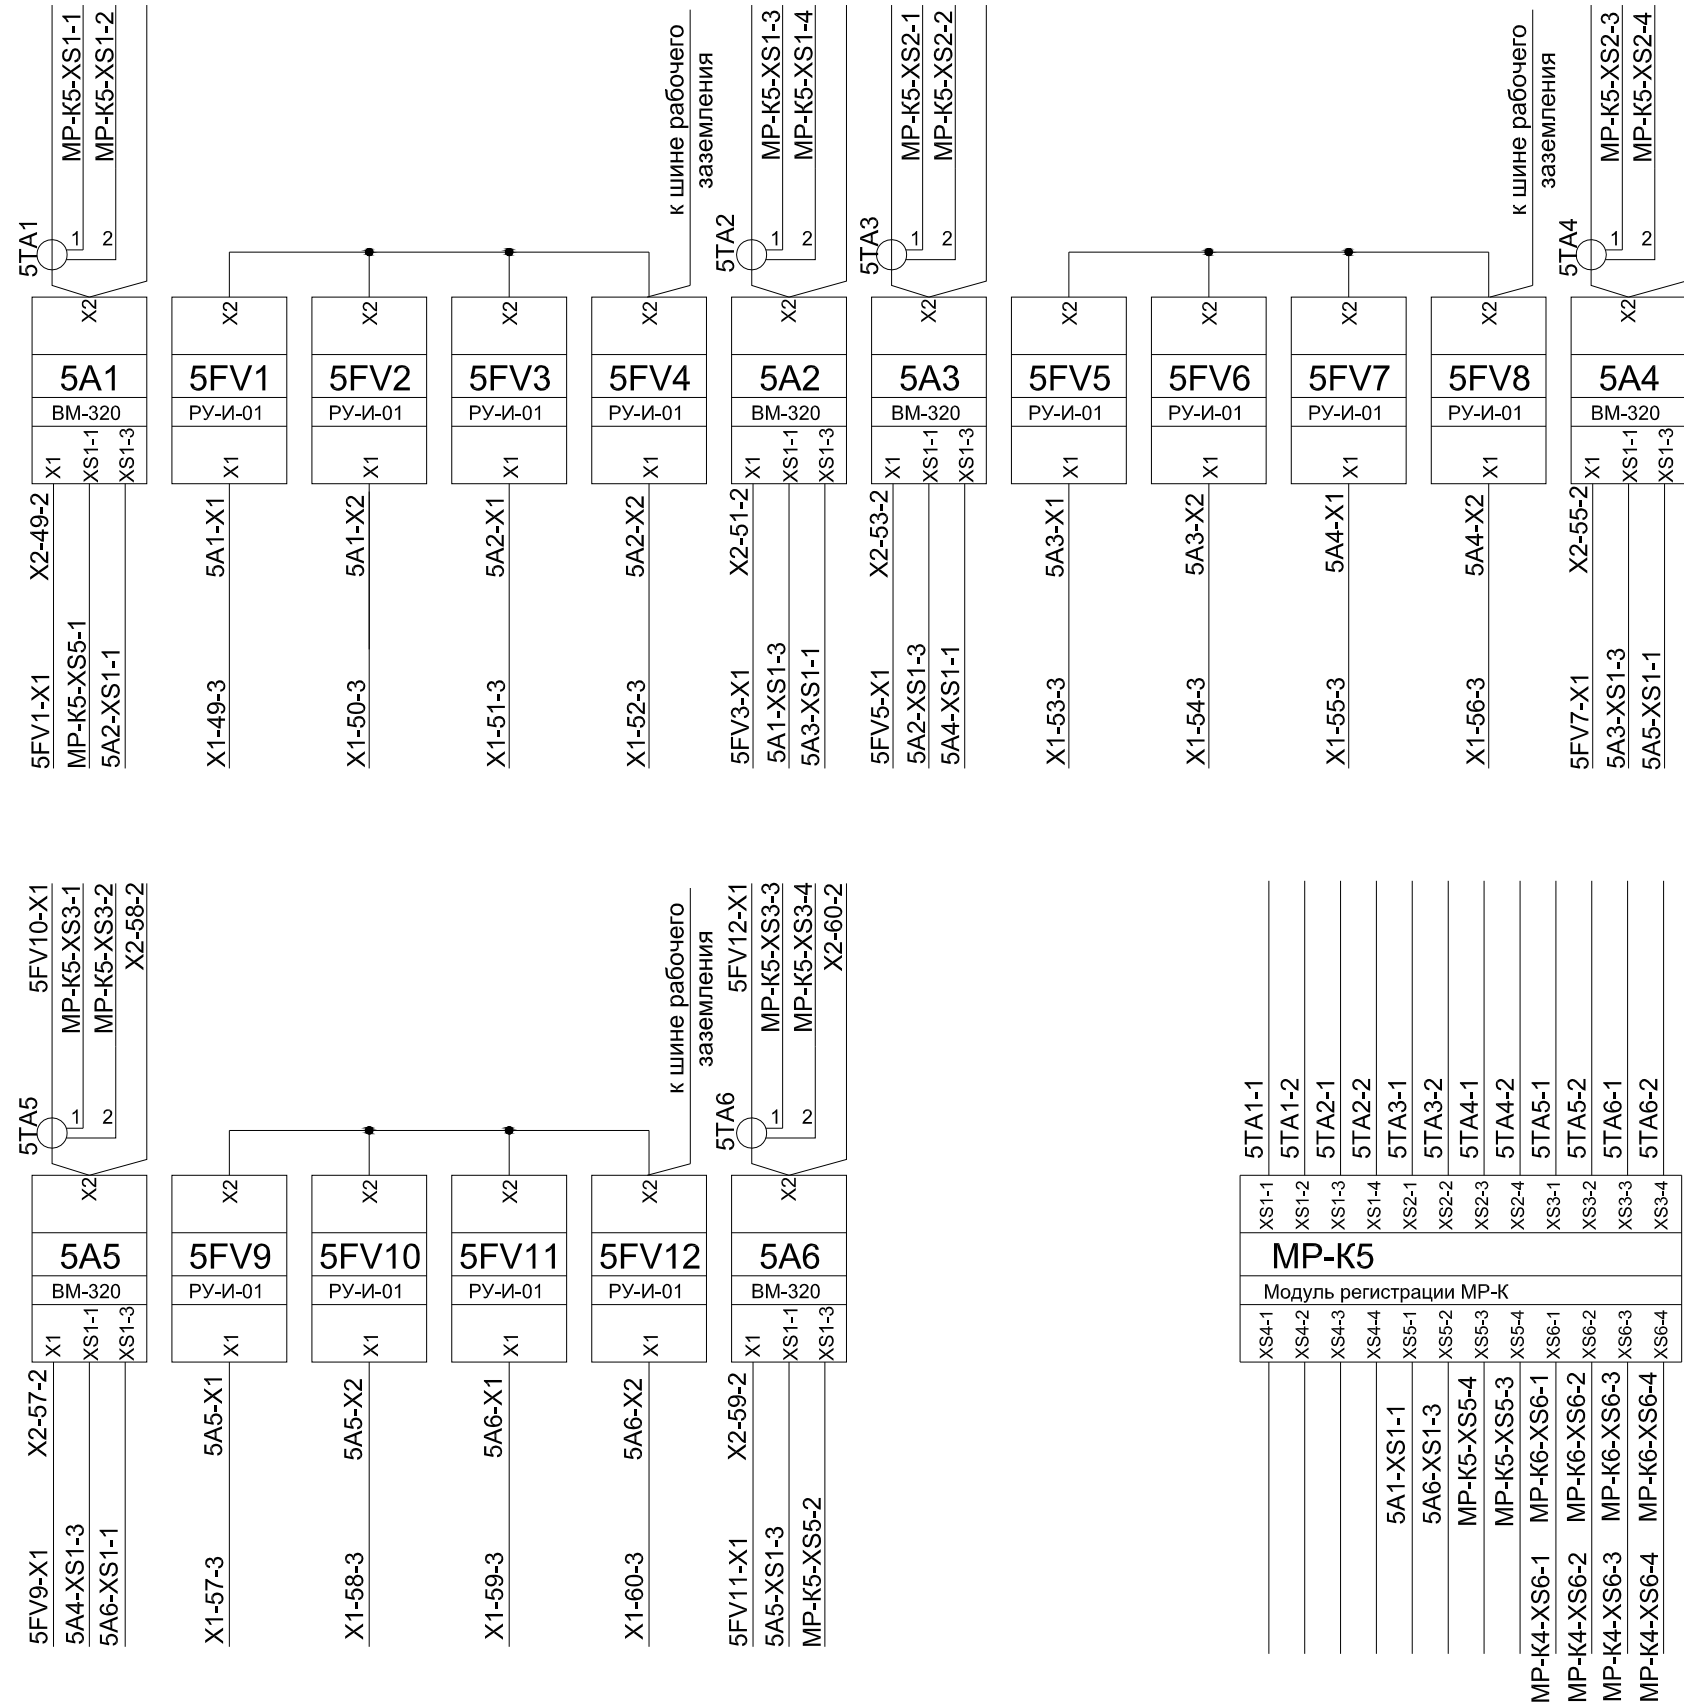 МР-К5-XS1-1
МР-К5-XS1-2
5TA1
1
2
к шине рабочего
заземления
МР-К5-XS1-3
МР-К5-XS1-4
5TA2
1
2
МР-К5-XS2-1
МР-К5-XS2-2
5TA3
1
2
к шине рабочего
заземления
МР-К5-XS2-3
МР-К5-XS2-4
5TA4
1
2
X2
5A1
ВМ-320
X1
XS1-1
XS1-3
X2
5FV1
РУ-И-01
X1
X2
5FV2
РУ-И-01
X1
X2
5FV3
РУ-И-01
X1
X2
5FV4
РУ-И-01
X1
X2
5A2
ВМ-320
X1
XS1-1
XS1-3
X2
5A3
ВМ-320
X1
XS1-1
XS1-3
X2
5FV5
РУ-И-01
X1
X2
5FV6
РУ-И-01
X1
X2
5FV7
РУ-И-01
X1
X2
5FV8
РУ-И-01
X1
X2
5A4
ВМ-320
X1
XS1-1
XS1-3
5FV1-X1
X2-49-2
МР-К5-XS5-1
5A2-XS1-1
X1-49-3
5A1-X1
X1-50-3
5A1-X2
X1-51-3
5A2-X1
X1-52-3
5A2-X2
5FV3-X1
X2-51-2
5A1-XS1-3
5A3-XS1-1
5FV5-X1
X2-53-2
5A2-XS1-3
5A4-XS1-1
X1-53-3
5A3-X1
X1-54-3
5A3-X2
X1-55-3
5A4-X1
X1-56-3
5A4-X2
5FV7-X1
X2-55-2
5A3-XS1-3
5A5-XS1-1
5FV10-X1
МР-К5-XS3-1
МР-К5-XS3-2
X2-58-2
5TA5
1
2
к шине рабочего
заземления
5FV12-X1
МР-К5-XS3-3
МР-К5-XS3-4
X2-60-2
5TA6
1
2
X2
5A5
ВМ-320
X1
XS1-1
XS1-3
X2
5FV9
РУ-И-01
X1
X2
5FV10
РУ-И-01
X1
X2
5FV11
РУ-И-01
X1
X2
5FV12
РУ-И-01
X1
X2
5A6
ВМ-320
X1
XS1-1
XS1-3
5FV9-X1
X2-57-2
5A4-XS1-3
5A6-XS1-1
X1-57-3
5A5-X1
X1-58-3
5A5-X2
X1-59-3
5A6-X1
X1-60-3
5A6-X2
5FV11-X1
X2-59-2
5A5-XS1-3
МР-К5-XS5-2
5TA1-1
5TA1-2
5TA2-1
5TA2-2
5TA3-1
5TA3-2
5TA4-1
5TA4-2
5TA5-1
5TA5-2
5TA6-1
5TA6-2
XS1-1
XS1-2
XS1-3
XS1-4
XS2-1
XS2-2
XS2-3
XS2-4
XS3-1
XS3-2
XS3-3
XS3-4
МР-К5
Модуль регистрации МР-К
XS4-1
XS4-2
XS4-3
XS4-4
XS5-1
XS5-2
XS5-3
XS5-4
XS6-1
XS6-2
XS6-3
XS6-4
5A1-XS1-1
5A6-XS1-3
МР-К5-XS5-4
МР-К5-XS5-3
МР-К4-XS6-1
МР-К6-XS6-1
МР-К4-XS6-2
МР-К6-XS6-2
МР-К4-XS6-3
МР-К6-XS6-3
МР-К4-XS6-4
МР-К6-XS6-4